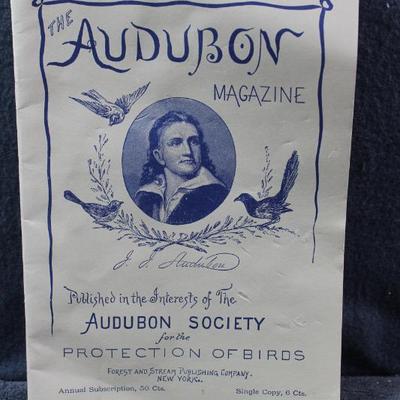 THE
AUDUBON
MAGAZINE
J. J. Audubon
Published in the Interests of The
AUDUBON SOCIETY
for the
PROTECTION OF BIRDS
FOREST AND STREAM PUBLISHING COMPANY.
NEW YORK.
Annual Subscription, 50 Cts. Single Copy, 6 Cts.